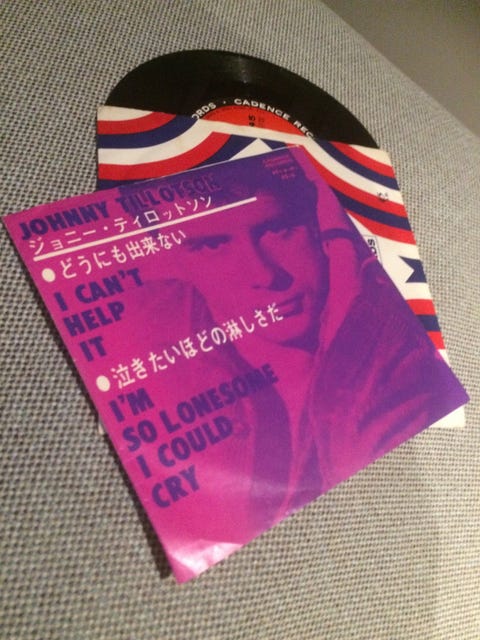 RDS • CADENCE REC
JOHNNY TILLOTSON
ジョニー・ティロットソン
●どうにも出来ない
I CAN'T
HELP
IT
●泣きたいほどの淋しさだ
I'M
SO LONESOME
I COULD
CRY